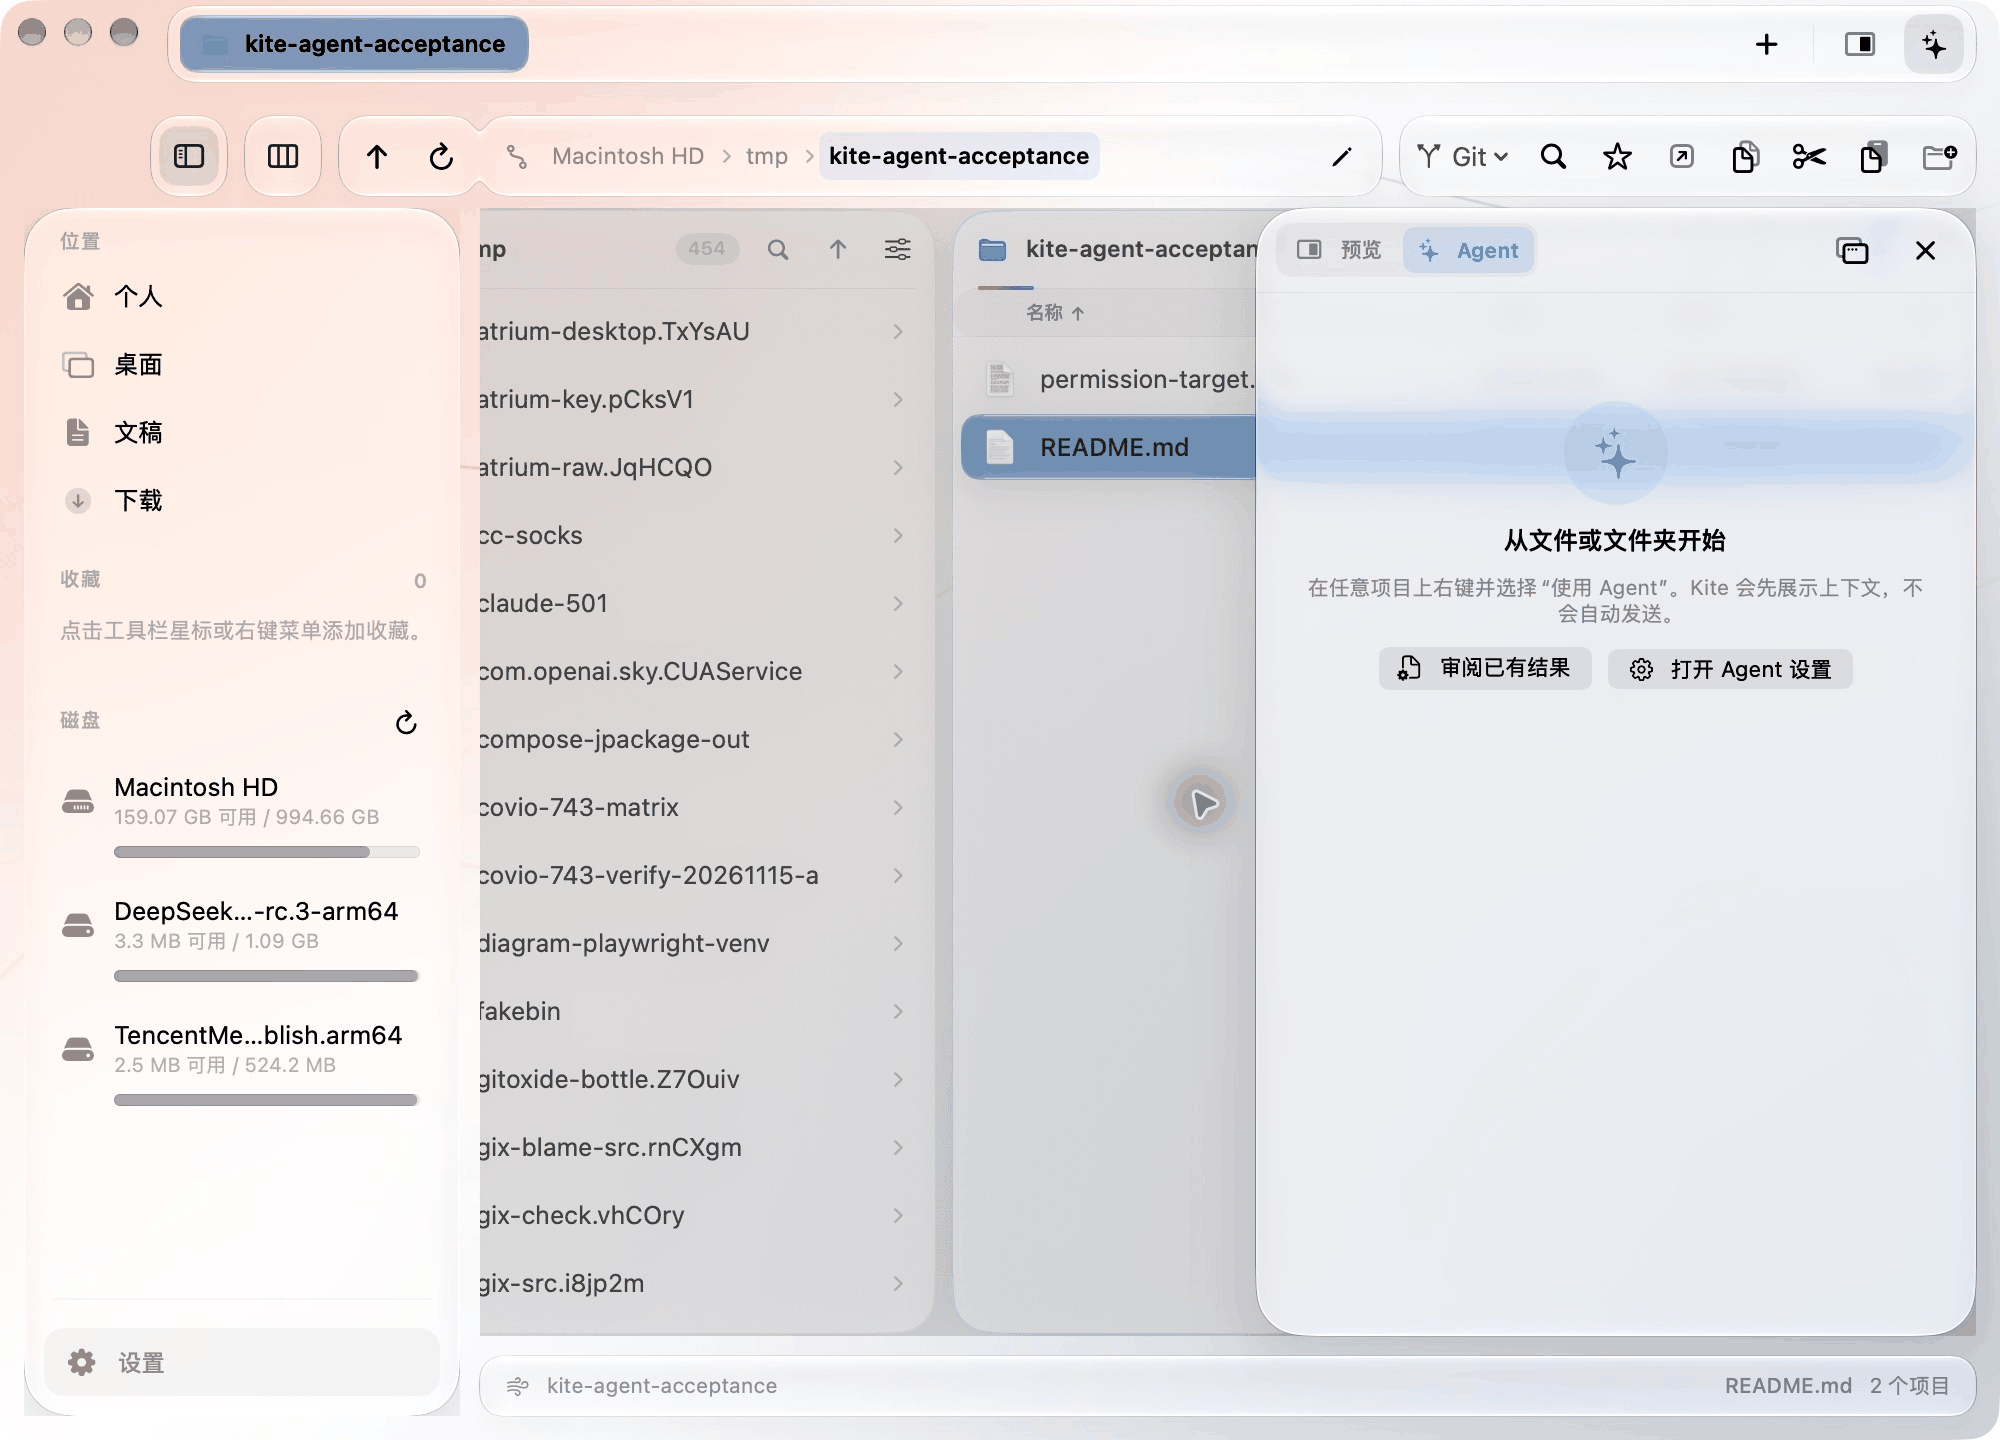 kite-agent-acceptance
Macintosh HD
tmp
kite-agent-acceptance
Git
位置
个人
桌面
文稿
下载
收藏
0
点击工具栏星标或右键菜单添加收藏。
磁盘
Macintosh HD
159.07 GB 可用 / 994.66 GB
DeepSeek...-rc.3-arm64
3.3 MB 可用 / 1.09 GB
TencentMe...blish.arm64
2.5 MB 可用 / 524.2 MB
设置
mp
454
atrium-desktop.TxYsAU
atrium-key.pCksV1
atrium-raw.JqHCQO
cc-socks
claude-501
com.openai.sky.CUAService
compose-jpackage-out
covio-743-matrix
covio-743-verify-20261115-a
diagram-playwright-venv
fakebin
gitoxide-bottle.Z7Ouiv
gix-blame-src.rnCXgm
gix-check.vhCOry
gix-src.i8jp2m
kite-agent-acceptan
名称
permission-target.
README.md
预览
Agent
从文件或文件夹开始
在任意项目上右键并选择 “使用 Agent”。Kite 会先展示上下文，不
会自动发送。
审阅已有结果
打开 Agent 设置
kite-agent-acceptance
README.md
2 个项目